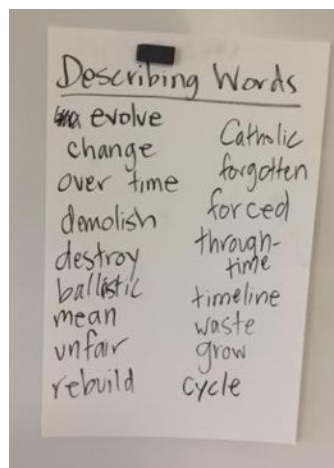 Describing Words
evolve
change
over time
demolish
destroy
ballistic
mean
unfair
rebuild
Catholic
forgotten
forced
through-
time
timeline
waste
grow
cycle